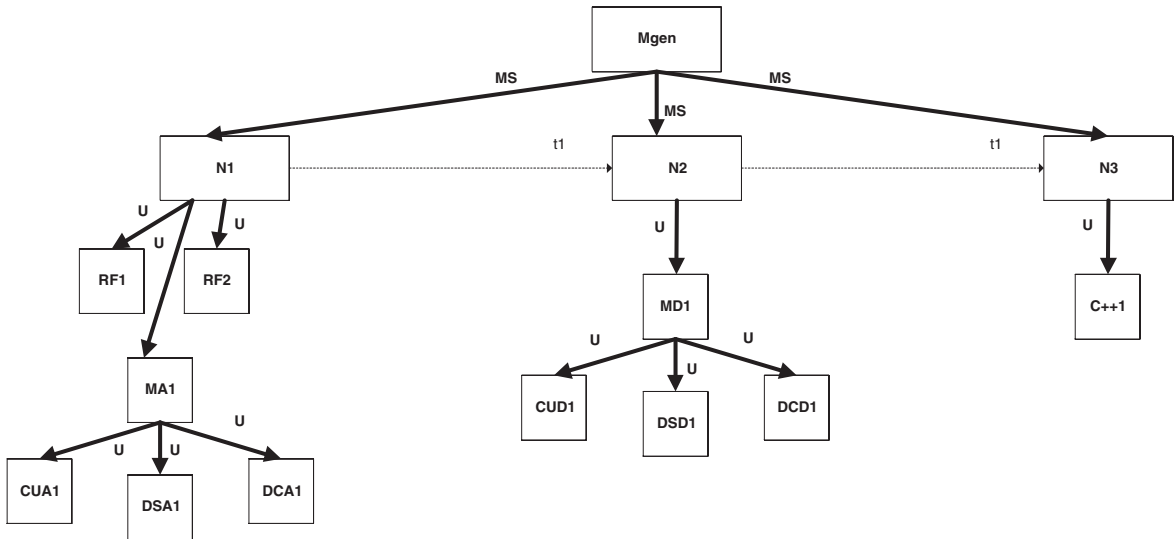 Mgen
MS
MS
MS
N1
t1
N2
t1
N3
U
U
U
U
U
RF1
RF2
MD1
C++1
U
U
U
MA1
CUD1
DSD1
DCD1
U
U
U
CUA1
DSA1
DCA1